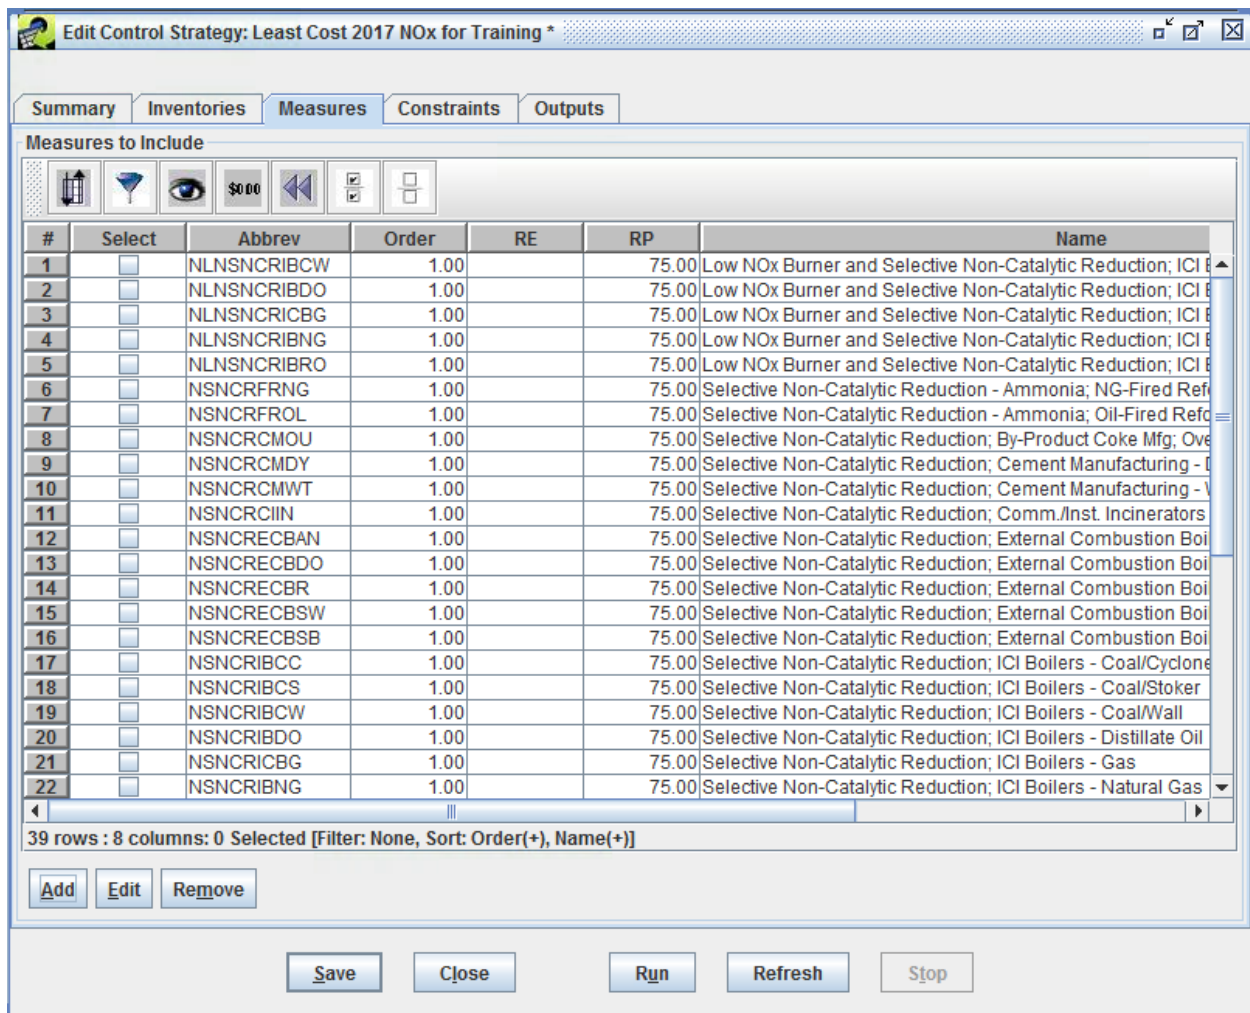 Edit Control Strategy: Least Cost 2017 NOx for Training *
Summary Inventories Measures Constraints Outputs
Measures to Include
$0.00
# Select Abbrev Order RE RP Name
1 NLNSNCRIBCW 1.00 75.00 Low NOx Burner and Selective Non-Catalytic Reduction; ICI
2 NLNSNCRIBDO 1.00 75.00 Low NOx Burner and Selective Non-Catalytic Reduction; ICI
3 NLNSNCRICBG 1.00 75.00 Low NOx Burner and Selective Non-Catalytic Reduction; ICI
4 NLNSNCRIBNG 1.00 75.00 Low NOx Burner and Selective Non-Catalytic Reduction; ICI
5 NLNSNCRIBRO 1.00 75.00 Low NOx Burner and Selective Non-Catalytic Reduction; ICI
6 NSNCRFRNG 1.00 75.00 Selective Non-Catalytic Reduction - Ammonia; NG-Fired Refo
7 NSNCRFROL 1.00 75.00 Selective Non-Catalytic Reduction - Ammonia; Oil-Fired Refo
8 NSNCRCMOU 1.00 75.00 Selective Non-Catalytic Reduction; By-Product Coke Mfg; Ove
9 NSNCRCMDY 1.00 75.00 Selective Non-Catalytic Reduction; Cement Manufacturing -
10 NSNCRCMWT 1.00 75.00 Selective Non-Catalytic Reduction; Cement Manufacturing -
11 NSNCRCIIN 1.00 75.00 Selective Non-Catalytic Reduction; Comm./Inst. Incinerators
12 NSNCRECBAN 1.00 75.00 Selective Non-Catalytic Reduction; External Combustion Boi
13 NSNCRECBDO 1.00 75.00 Selective Non-Catalytic Reduction; External Combustion Boi
14 NSNCRECBR 1.00 75.00 Selective Non-Catalytic Reduction; External Combustion Boi
15 NSNCRECBSW 1.00 75.00 Selective Non-Catalytic Reduction; External Combustion Boi
16 NSNCRECBSB 1.00 75.00 Selective Non-Catalytic Reduction; External Combustion Boi
17 NSNCRIBCC 1.00 75.00 Selective Non-Catalytic Reduction; ICI Boilers - Coal/Cyclone
18 NSNCRIBCS 1.00 75.00 Selective Non-Catalytic Reduction; ICI Boilers - Coal/Stoker
19 NSNCRIBCW 1.00 75.00 Selective Non-Catalytic Reduction; ICI Boilers - Coal/Wall
20 NSNCRIBDO 1.00 75.00 Selective Non-Catalytic Reduction; ICI Boilers - Distillate Oil
21 NSNCRICBG 1.00 75.00 Selective Non-Catalytic Reduction; ICI Boilers - Gas
22 NSNCRIBNG 1.00 75.00 Selective Non-Catalytic Reduction; ICI Boilers - Natural Gas
39 rows : 8 columns: 0 Selected [Filter: None, Sort: Order(+), Name(+)]
Add Edit Remove
Save Close Run Refresh Stop